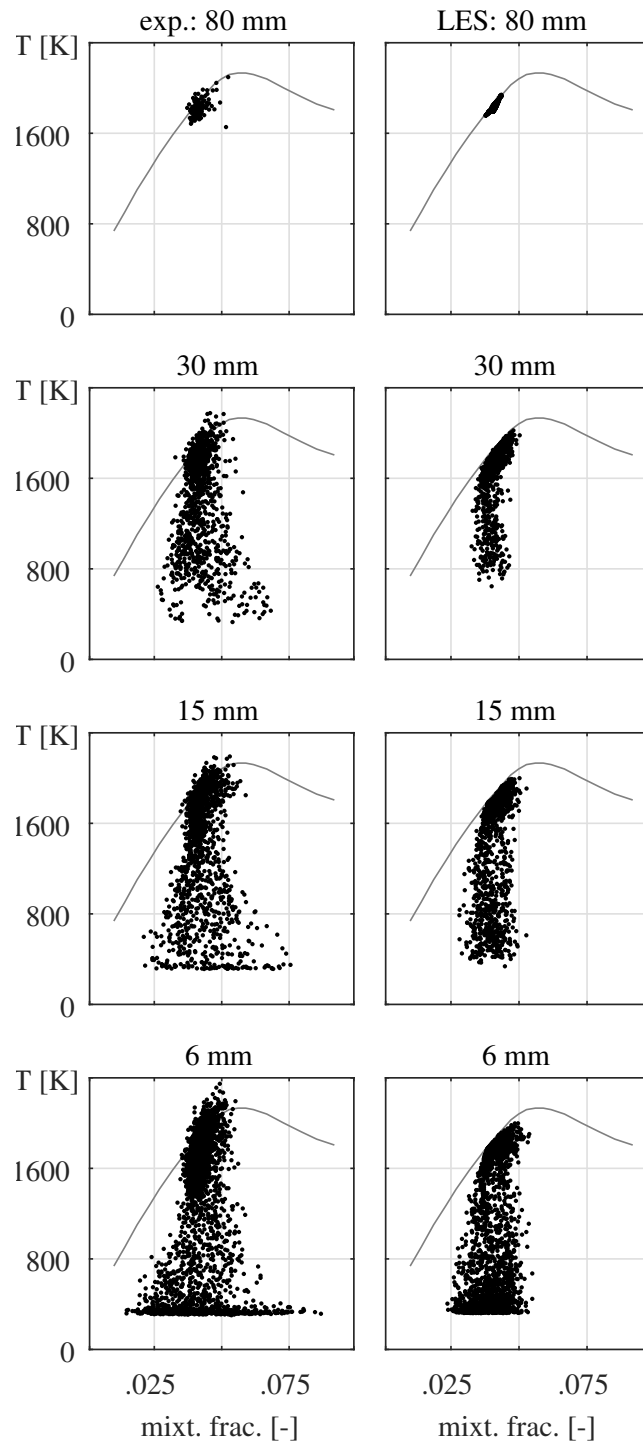 exp.: 80 mm LES: 80 mm
T [K]
1600
800
0
30 mm 30 mm
T [K]
1600
800
0
15 mm 15 mm
T [K]
1600
800
0
6 mm 6 mm
T [K]
1600
800
0
.025 .075 .025 .075
mixt. frac. [-] mixt. frac. [-]